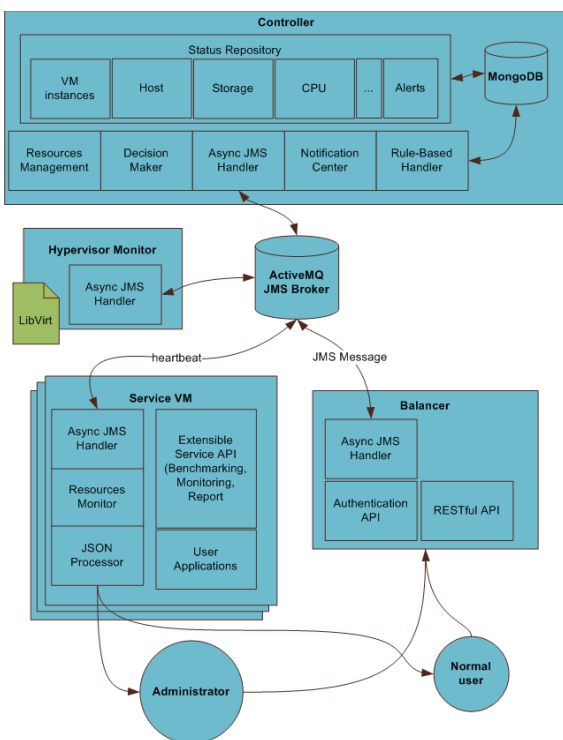 Controller
Status Repository
VM
instances
Host
Storage
CPU
...
Alerts
MongoDB
Resources
Management
Decision
Maker
Async JMS
Handler
Notification
Center
Rule-Based
Handler
Hypervisor Monitor
Async JMS
Handler
LibVirt
ActiveMQ
JMS Broker
heartbeat
JMS Message
Service VM
Async JMS
Handler
Resources
Monitor
JSON
Processor
Extensible
Service API
(Benchmarking,
Monitoring,
Report
User
Applications
Balancer
Async JMS
Handler
Authentication
API
RESTful API
Administrator
Normal
user